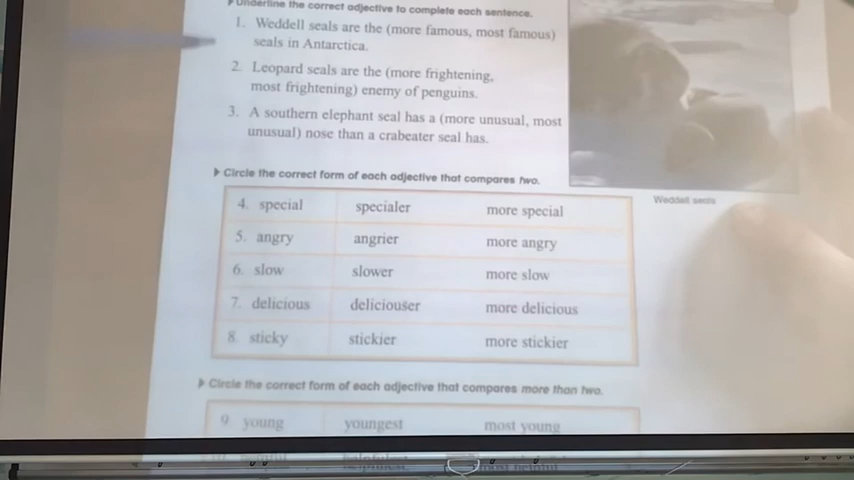 Underline the correct adjective to complete each sentence.
1. Weddell seals are the (more famous, most famous)
seals in Antarctica.
2. Leopard seals are the (more frightening,
most frightening) enemy of penguins.
3. A southern elephant seal has a (more unusual, most
unusual) nose than a crabeater seal has.
Weddell seals
Circle the correct form of each adjective that compares two.
4. special specialer more special
5. angry angrier more angry
6. slow slower more slow
7. delicious deliciouser more delicious
8. sticky stickier more stickier
Circle the correct form of each adjective that compares more than two.
9. young youngest most young
helpfulest most helpful